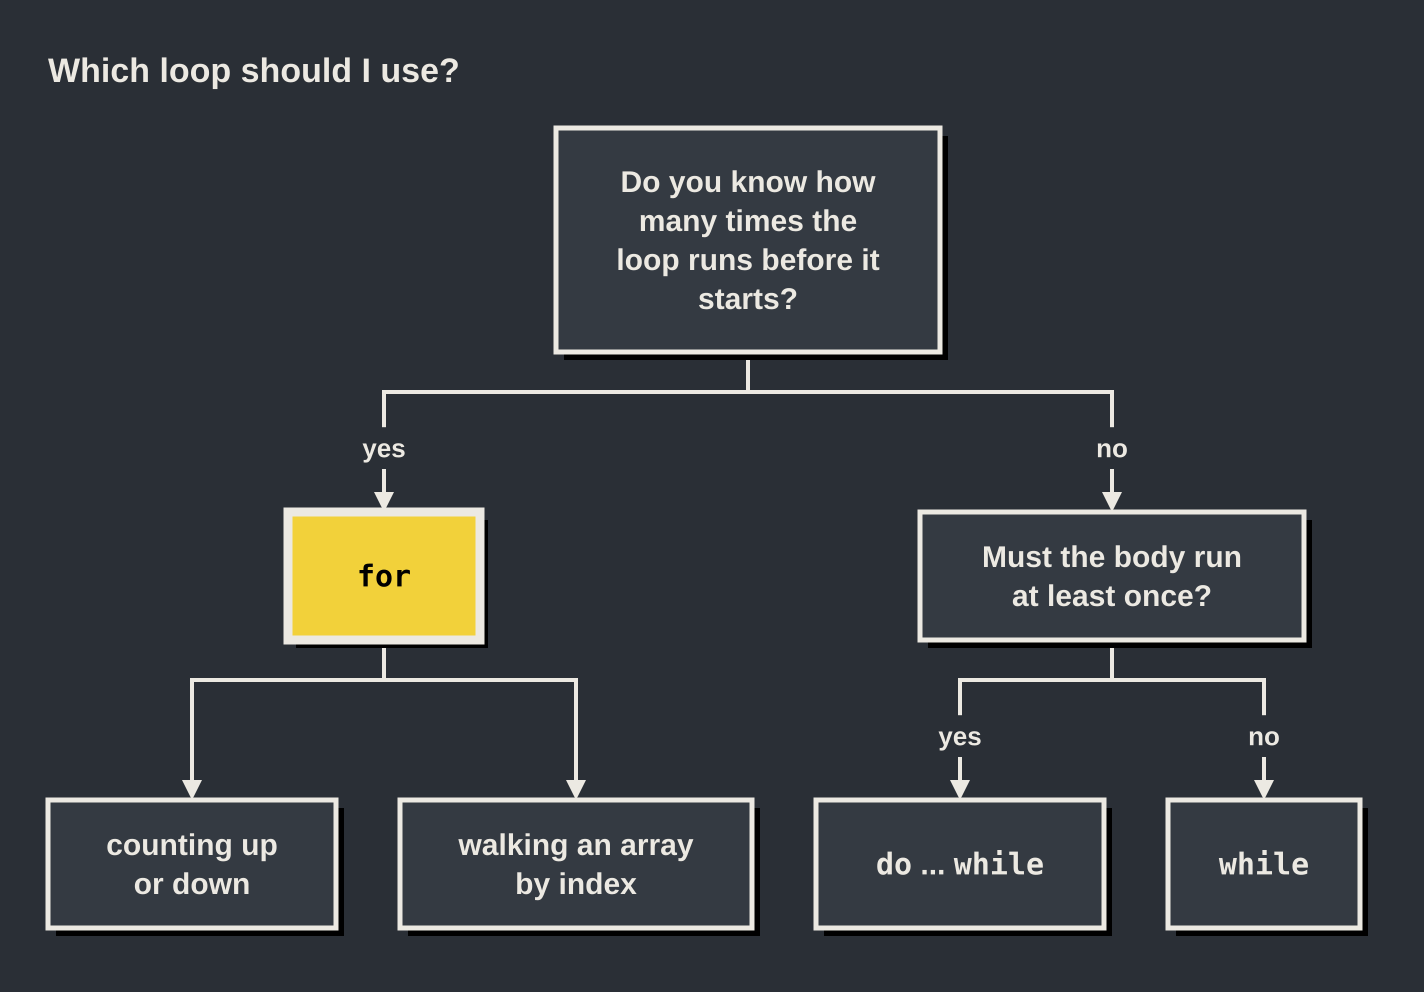 Which loop should I use?
Do you know how
many times the
loop runs before it
starts?
yes
no
for
Must the body run
at least once?
yes
no
counting up
or down
walking an array
by index
do ... while
while